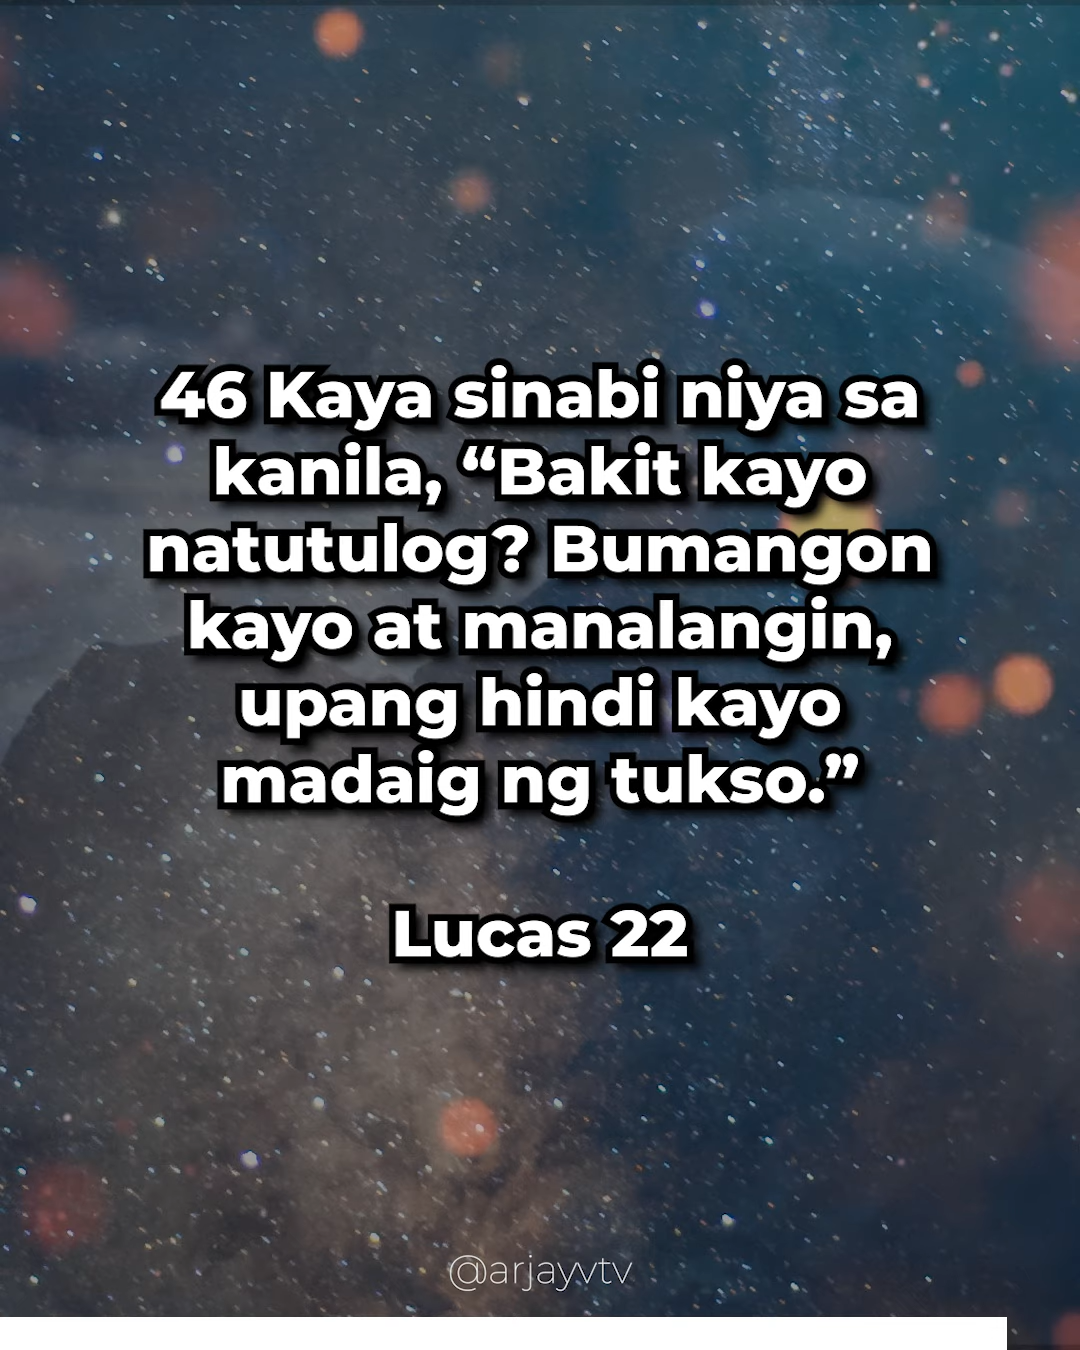 46 Kaya sinabi niya sa
kanila, “Bakit kayo
natutulog? Bumangon
kayo at manalangin,
upang hindi kayo
madaig ng tukso.”
Lucas 22
@arjayvtv